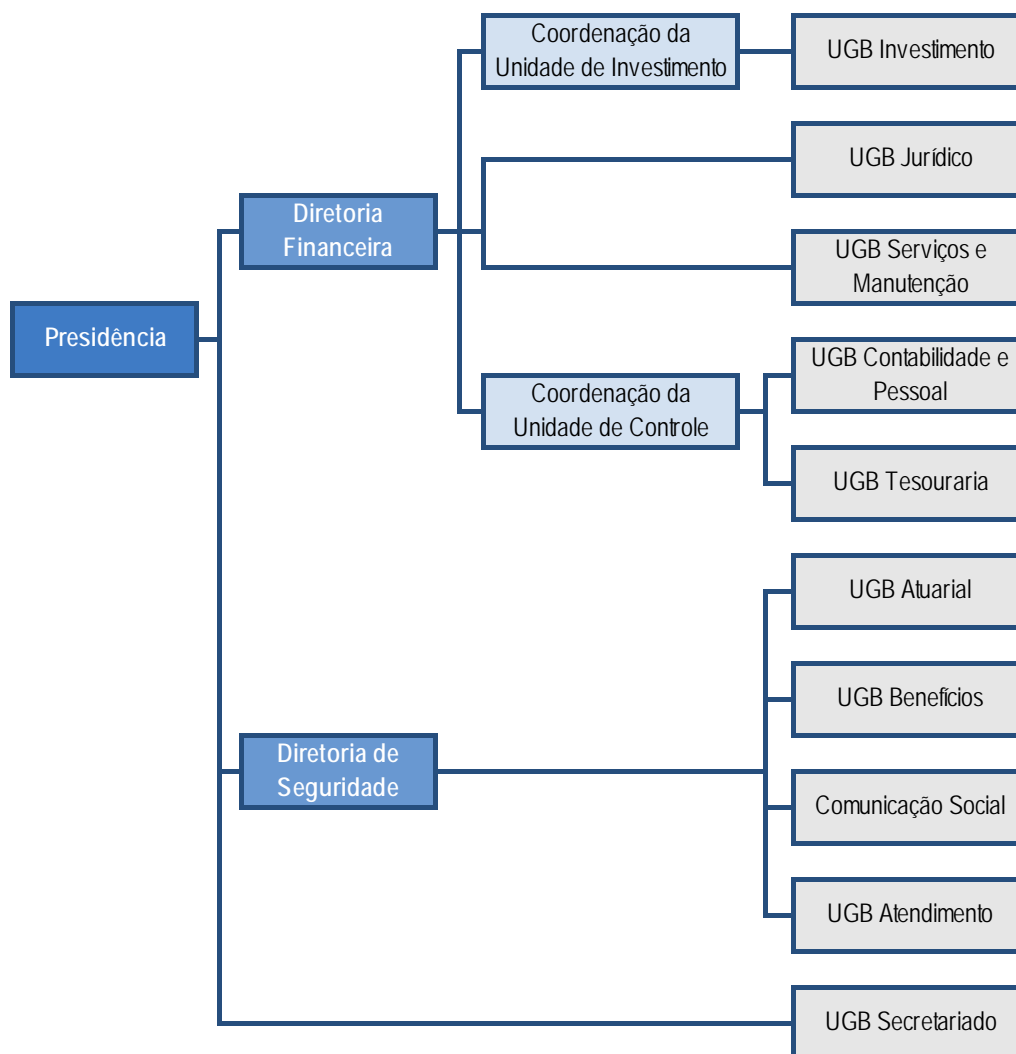 Coordenação da
Unidade de Investimento
UGB Investimento
UGB Jurídico
Diretoria
Financeira
UGB Serviços e
Manutenção
Presidência
UGB Contabilidade e
Pessoal
Coordenação da
Unidade de Controle
UGB Tesouraria
UGB Atuarial
UGB Benefícios
Diretoria de
Seguridade
Comunicação Social
UGB Atendimento
UGB Secretariado